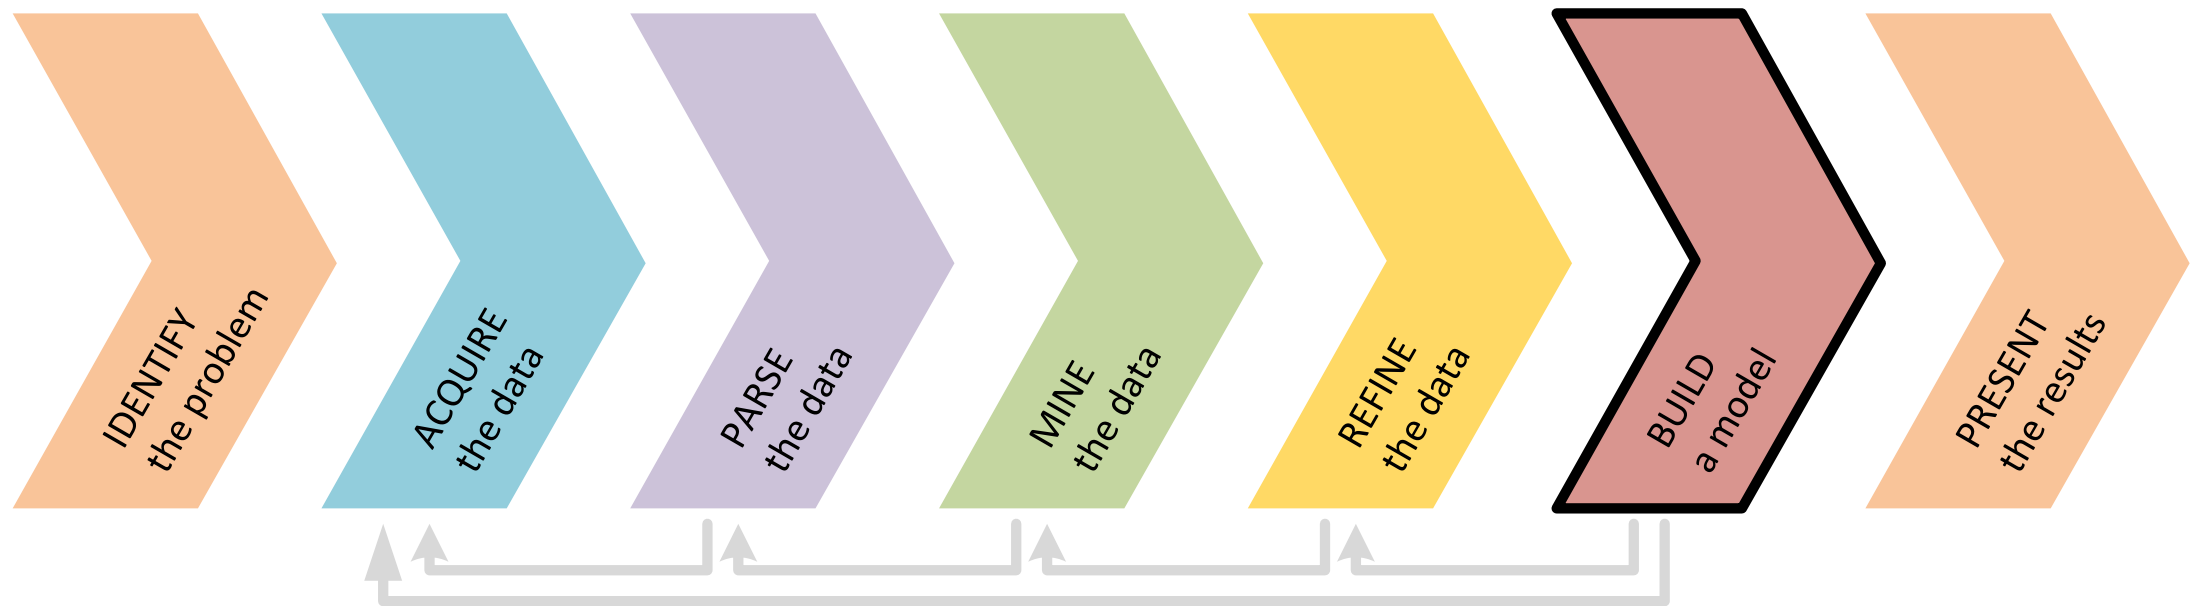 IDENTIFY
the problem
ACQUIRE
the data
PARSE
the data
MINE
the data
REFINE
the data
BUILD
a model
PRESENT
the results